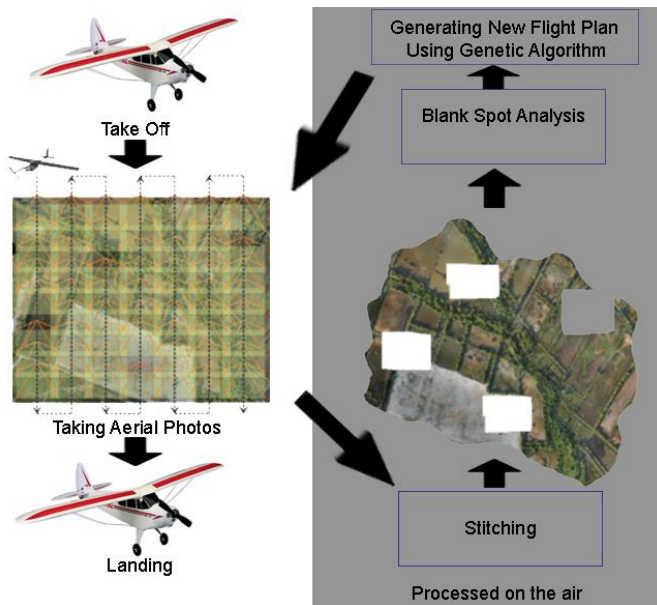 Take Off
Taking Aerial Photos
Landing
Generating New Flight Plan
Using Genetic Algorithm
Blank Spot Analysis
Stitching
Processed on the air